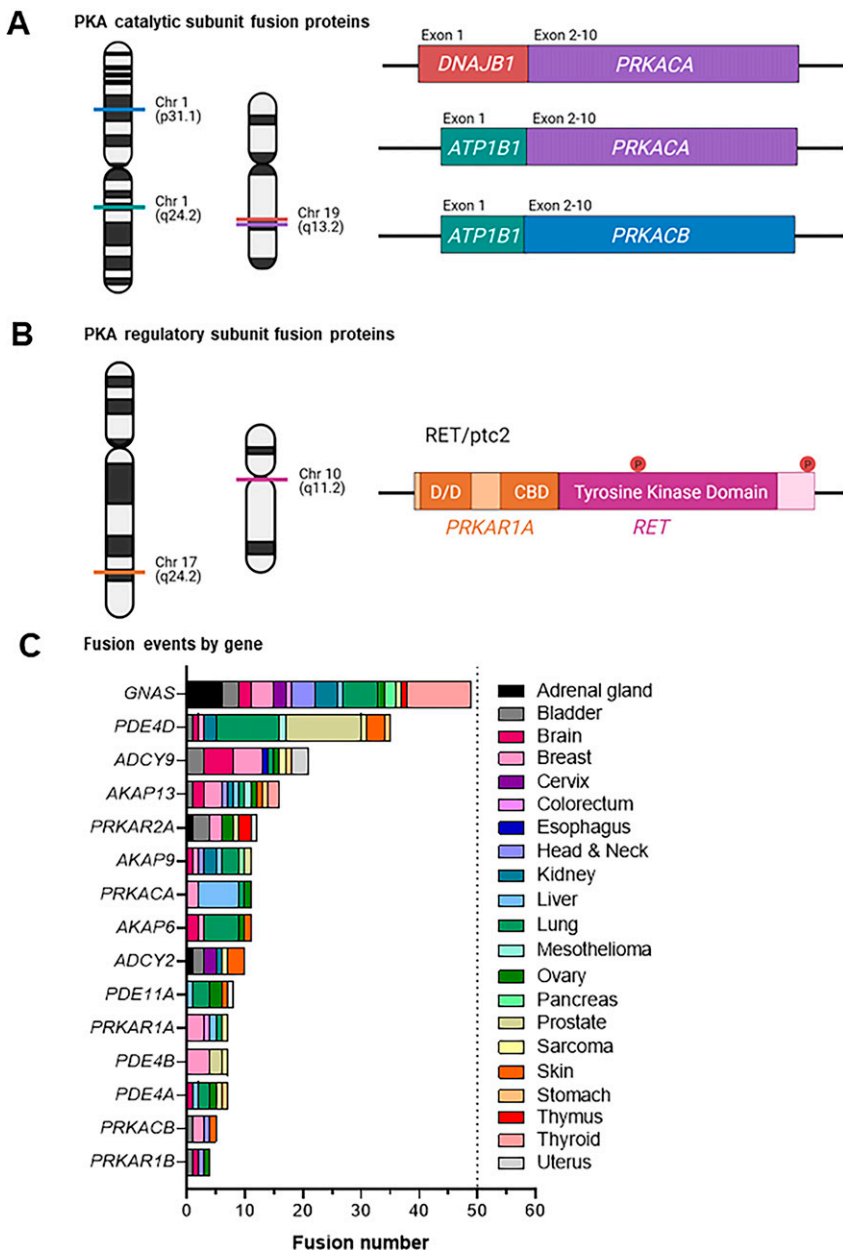 A
PKA catalytic subunit fusion proteins
Chr 1
(p31.1)
Chr 1
(q24.2)
Chr 19
(q13.2)
Exon 1
Exon 2-10
DNAJB1
PRKACA
Exon 1
Exon 2-10
ATP1B1
PRKACA
Exon 1
Exon 2-10
ATP1B1
PRKACB
B
PKA regulatory subunit fusion proteins
Chr 17
(q24.2)
Chr 10
(q11.2)
RET/ptc2
P
P
D/D
CBD
Tyrosine Kinase Domain
PRKAR1A
RET
C
Fusion events by gene
GNAS
PDE4D
ADCY9
AKAP13
PRKAR2A
AKAP9
PRKACA
AKAP6
ADCY2
PDE11A
PRKAR1A
PDE4B
PDE4A
PRKACB
PRKAR1B
0 10 20 30 40 50 60
Fusion number
Adrenal gland
Bladder
Brain
Breast
Cervix
Colorectum
Esophagus
Head & Neck
Kidney
Liver
Lung
Mesothelioma
Ovary
Pancreas
Prostate
Sarcoma
Skin
Stomach
Thymus
Thyroid
Uterus